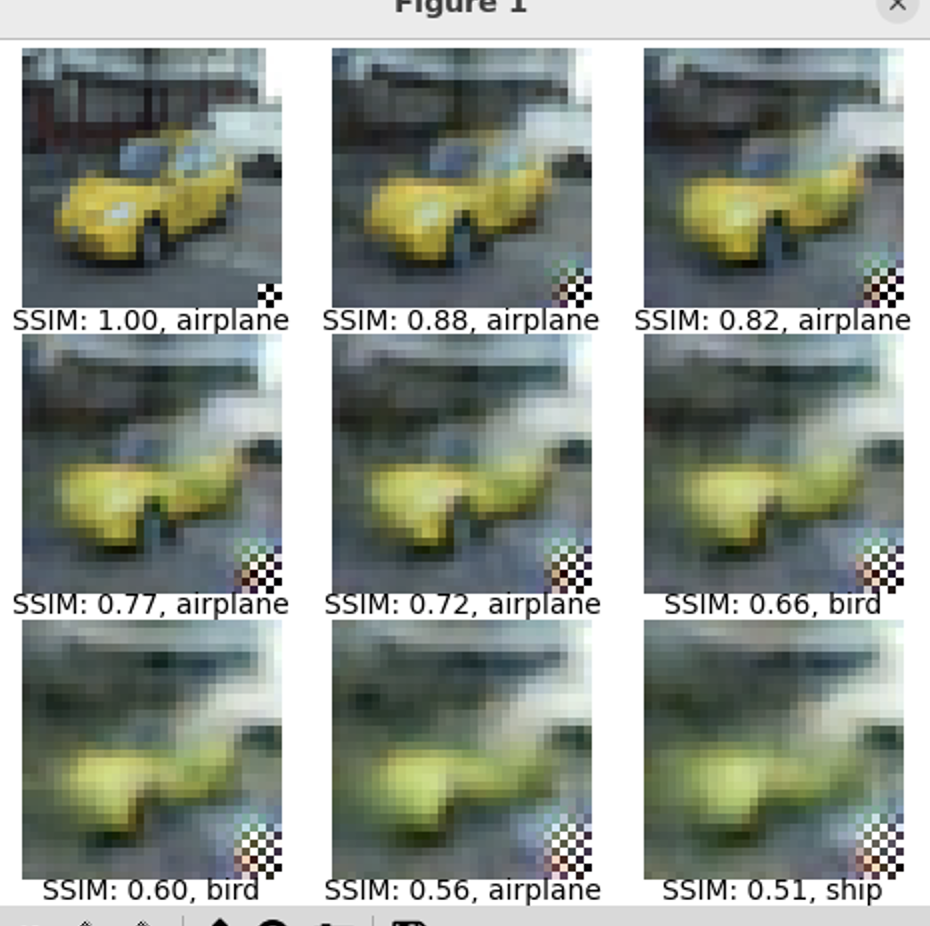 Figure 1
SSIM: 1.00, airplane
SSIM: 0.88, airplane
SSIM: 0.82, airplane
SSIM: 0.77, airplane
SSIM: 0.72, airplane
SSIM: 0.66, bird
SSIM: 0.60, bird
SSIM: 0.56, airplane
SSIM: 0.51, ship